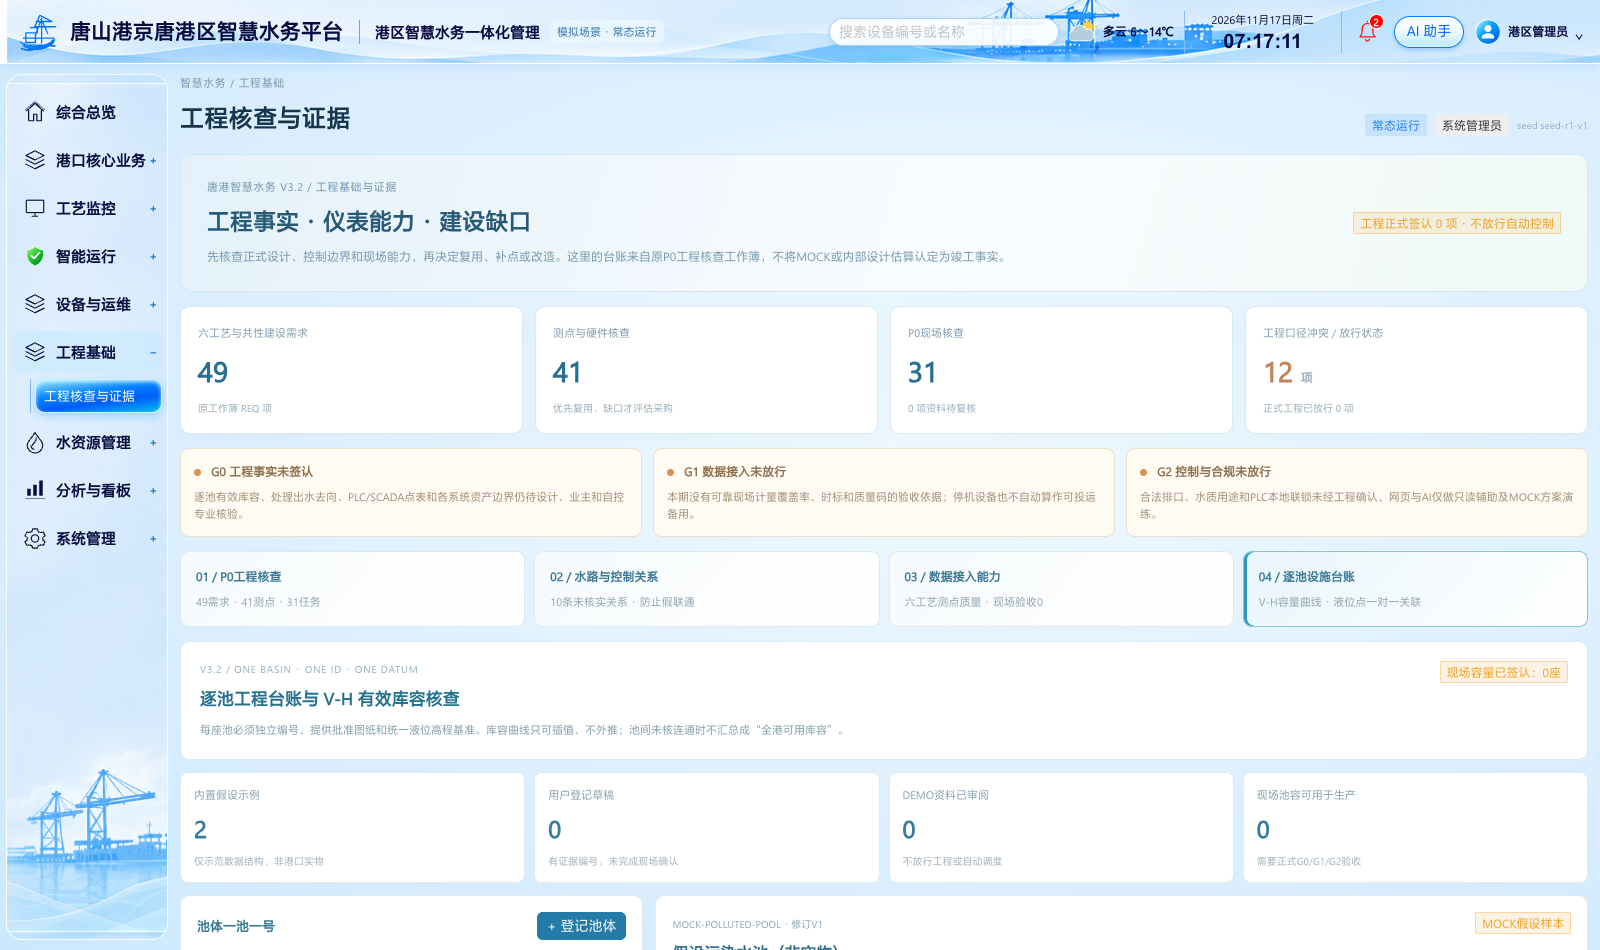 唐山港京唐港区智慧水务平台
港区智慧水务一体化管理
模拟场景 · 常态运行
搜索设备编号或名称
多云 6~14℃
2026年11月17日周二
07:17:11
2
AI 助手
港区管理员
综合总览
港口核心业务 +
工艺监控 +
智能运行 +
设备与运维 +
工程基础 −
工程核查与证据
水资源管理 +
分析与看板 +
系统管理 +
智慧水务 / 工程基础
工程核查与证据
常态运行
系统管理员
seed seed-r1-v1
唐港智慧水务 V3.2 / 工程基础与证据
工程事实 · 仪表能力 · 建设缺口
先核查正式设计、控制边界和现场能力，再决定复用、补点或改造。这里的台账来自原P0工程核查工作簿，不将MOCK或内部设计估算认定为竣工事实。
工程正式签认 0 项 · 不放行自动控制
六工艺与共性建设需求
49
原工作簿 REQ 项
测点与硬件核查
41
优先复用，缺口才评估采购
P0现场核查
31
0 项资料待复核
工程口径冲突 / 放行状态
12 项
正式工程已放行 0 项
G0 工程事实未签认
逐池有效库容、处理出水去向、PLC/SCADA点表和各系统资产边界仍待设计、业主和自控
专业核验。
G1 数据接入未放行
本期没有可靠现场计量覆盖率、时标和质量码的验收依据；停机设备也不自动算作可投运
备用。
G2 控制与合规未放行
合法排口、水质用途和PLC本地联锁未经工程确认，网页与AI仅做只读辅助及MOCK方案演
练。
01 / P0工程核查
49需求 · 41测点 · 31任务
02 / 水路与控制关系
10条未核实关系 · 防止假联通
03 / 数据接入能力
六工艺测点质量 · 现场验收0
04 / 逐池设施台账
V-H容量曲线 · 液位点一对一关联
V3.2 / ONE BASIN · ONE ID · ONE DATUM
逐池工程台账与 V-H 有效库容核查
每座池必须独立编号、提供批准图纸和统一液位高程基准。库容曲线只可插值、不外推；池间未核连通时不汇总成“全港可用库容”。
现场容量已签认：0座
内置假设示例
2
仅示范数据结构，非港口实物
用户登记草稿
0
有证据编号，未完成现场确认
DEMO资料已审阅
0
不放行工程或自动调度
现场池容可用于生产
0
需要正式G0/G1/G2验收
池体一池一号
+ 登记池体
MOCK-POLLUTED-POOL · 修订V1
MOCK假设样本
假设污染水池（非实物）